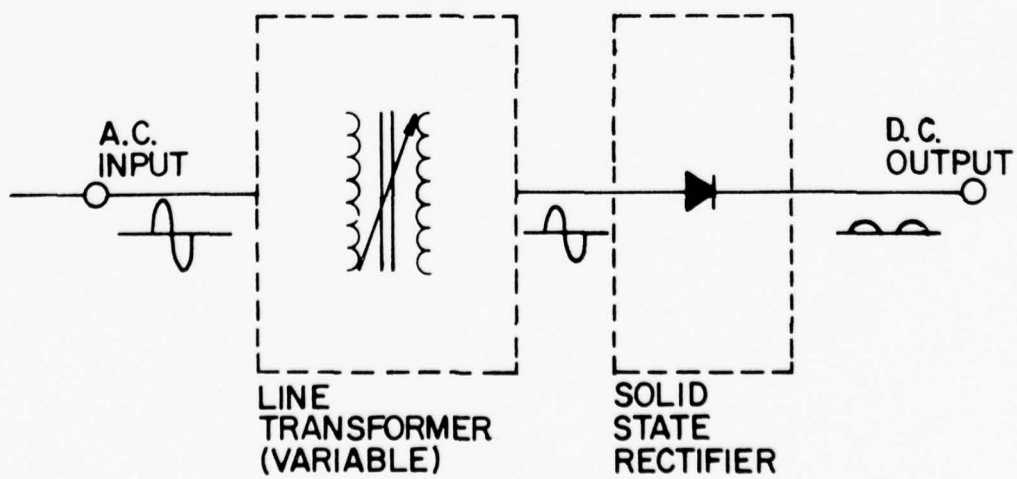 A.C.
INPUT
D.C.
OUTPUT
LINE
TRANSFORMER
(VARIABLE)
SOLID
STATE
RECTIFIER